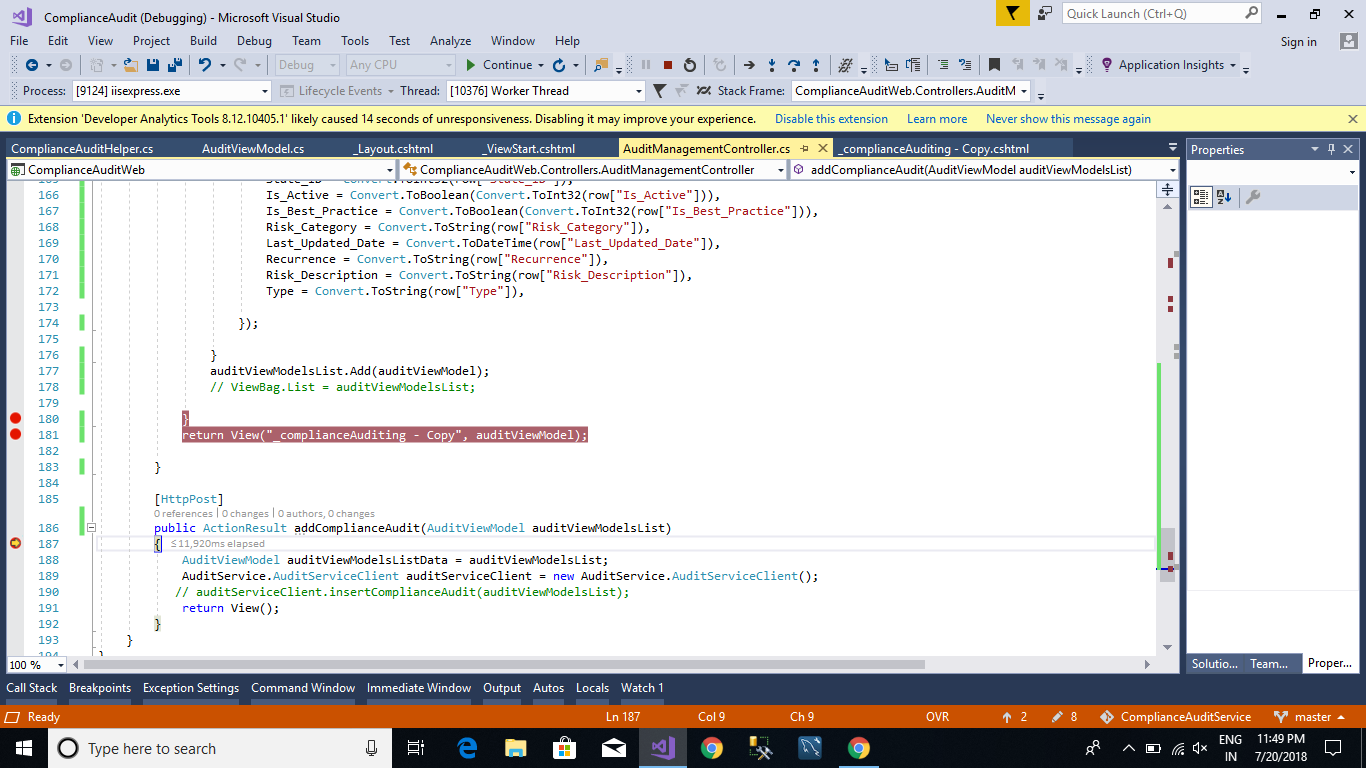 ComplianceAudit (Debugging) - Microsoft Visual Studio
Quick Launch (Ctrl+Q)
File Edit View Project Build Debug Team Tools Test Analyze Window Help
Sign in
Debug Any CPU Continue Application Insights
Process: [9124] iisexpress.exe Lifecycle Events Thread: [10376] Worker Thread Stack Frame: ComplianceAuditWeb.Controllers.AuditM
Extension 'Developer Analytics Tools 8.12.10405.1' likely caused 14 seconds of unresponsiveness. Disabling it may improve your experience. Disable this extension Learn more Never show this message again
ComplianceAuditHelper.cs AuditViewModel.cs _Layout.cshtml _ViewStart.cshtml AuditManagementController.cs _complianceAuditing - Copy.cshtml
Properties
ComplianceAuditWeb ComplianceAuditWeb.Controllers.AuditManagementController addComplianceAudit(AuditViewModel auditViewModelsList)
165 State_ID = Convert.ToInt32(row["State_ID"]),
166 Is_Active = Convert.ToBoolean(Convert.ToInt32(row["Is_Active"])),
167 Is_Best_Practice = Convert.ToBoolean(Convert.ToInt32(row["Is_Best_Practice"])),
168 Risk_Category = Convert.ToString(row["Risk_Category"]),
169 Last_Updated_Date = Convert.ToDateTime(row["Last_Updated_Date"]),
170 Recurrence = Convert.ToString(row["Recurrence"]),
171 Risk_Description = Convert.ToString(row["Risk_Description"]),
172 Type = Convert.ToString(row["Type"]),
173
174 });
175
176 }
177 auditViewModelsList.Add(auditViewModel);
178 // ViewBag.List = auditViewModelsList;
179
180 }
181 return View("_complianceAuditing - Copy", auditViewModel);
182
183 }
184
185 [HttpPost]
0 references | 0 changes | 0 authors, 0 changes
186 public ActionResult addComplianceAudit(AuditViewModel auditViewModelsList)
187 { ≤11,920ms elapsed
188 AuditViewModel auditViewModelsListData = auditViewModelsList;
189 AuditService.AuditServiceClient auditServiceClient = new AuditService.AuditServiceClient();
190 // auditServiceClient.insertComplianceAudit(auditViewModelsList);
191 return View();
192 }
193 }
194 }
100 %
Solutio... Team... Proper...
Call Stack Breakpoints Exception Settings Command Window Immediate Window Output Autos Locals Watch 1
Ready Ln 187 Col 9 Ch 9 OVR 2 8 ComplianceAuditService master
Type here to search
ENG
IN
11:49 PM
7/20/2018